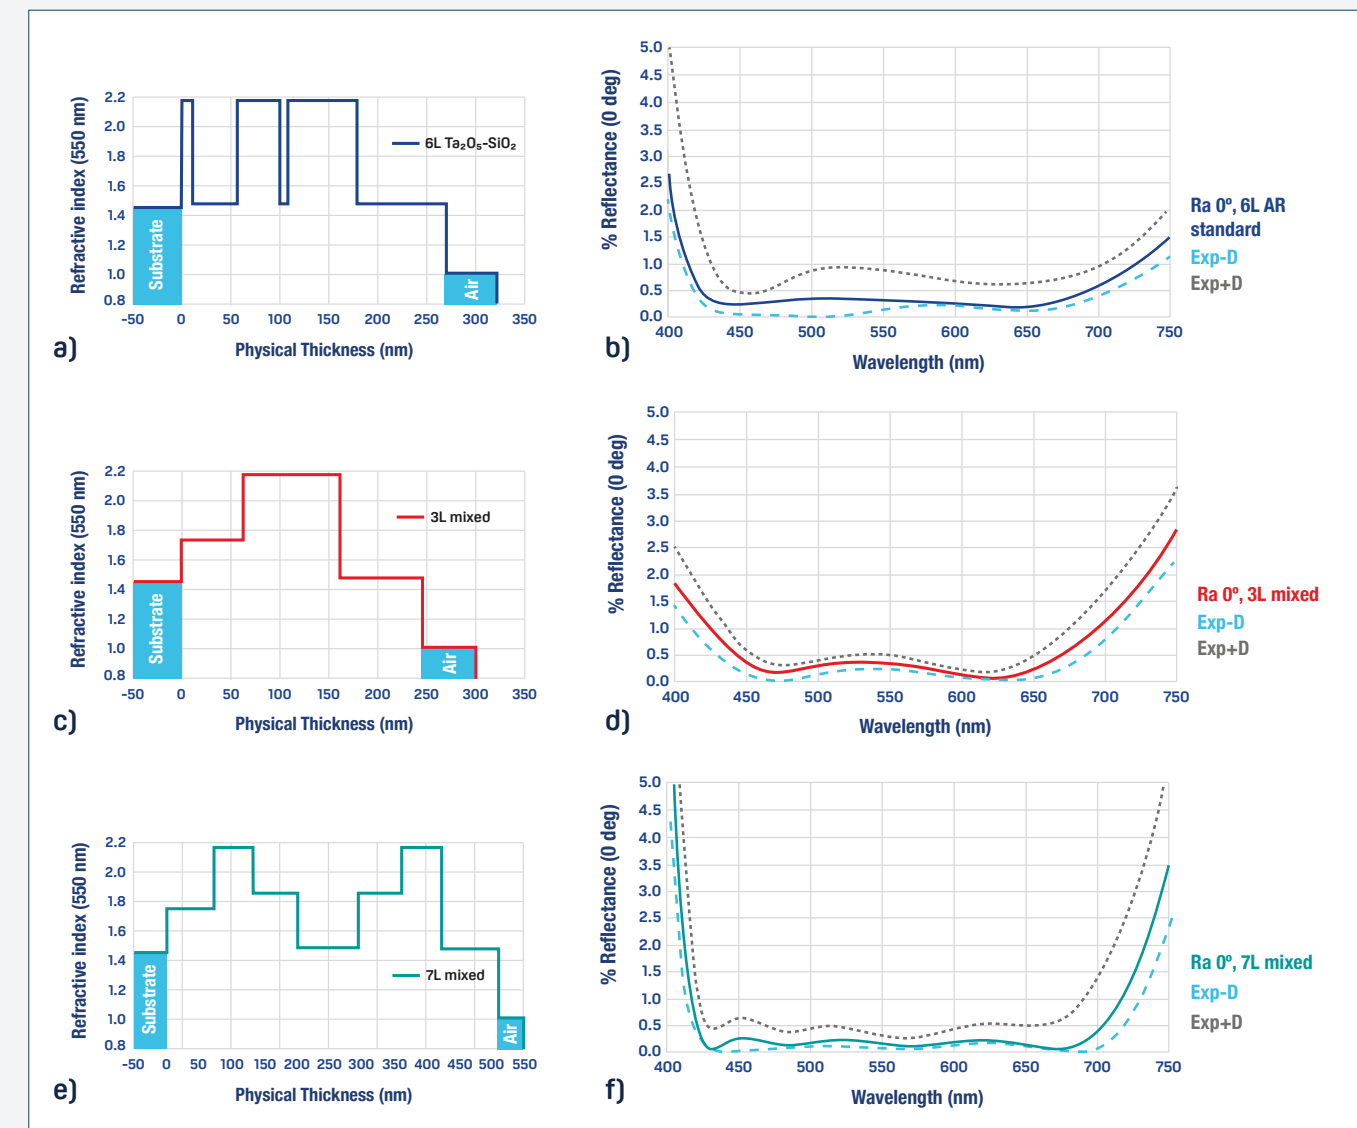 Refractive index (550 nm)
2.2
2.0
1.8
1.6
1.4
1.2
1.0
0.8
6L Ta₂O₅-SiO₂
Substrate
Air
-50 0 50 100 150 200 250 300 350
Physical Thickness (nm)
a)
% Reflectance (0 deg)
5.0
4.5
4.0
3.5
3.0
2.5
2.0
1.5
1.0
0.5
0.0
400 450 500 550 600 650 700 750
Wavelength (nm)
b)
Ra 0º, 6L AR
standard
Exp-D
Exp+D
Refractive index (550 nm)
2.2
2.0
1.8
1.6
1.4
1.2
1.0
0.8
3L mixed
Substrate
Air
-50 0 50 100 150 200 250 300 350
Physical Thickness (nm)
c)
% Reflectance (0 deg)
5.0
4.5
4.0
3.5
3.0
2.5
2.0
1.5
1.0
0.5
0.0
400 450 500 550 600 650 700 750
Wavelength (nm)
d)
Ra 0º, 3L mixed
Exp-D
Exp+D
Refractive index (550 nm)
2.2
2.0
1.8
1.6
1.4
1.2
1.0
0.8
7L mixed
Substrate
Air
-50 0 50 100 150 200 250 300 350 400 450 500 550
Physical Thickness (nm)
e)
% Reflectance (0 deg)
5.0
4.5
4.0
3.5
3.0
2.5
2.0
1.5
1.0
0.5
0.0
400 450 500 550 600 650 700 750
Wavelength (nm)
f)
Ra 0º, 7L mixed
Exp-D
Exp+D